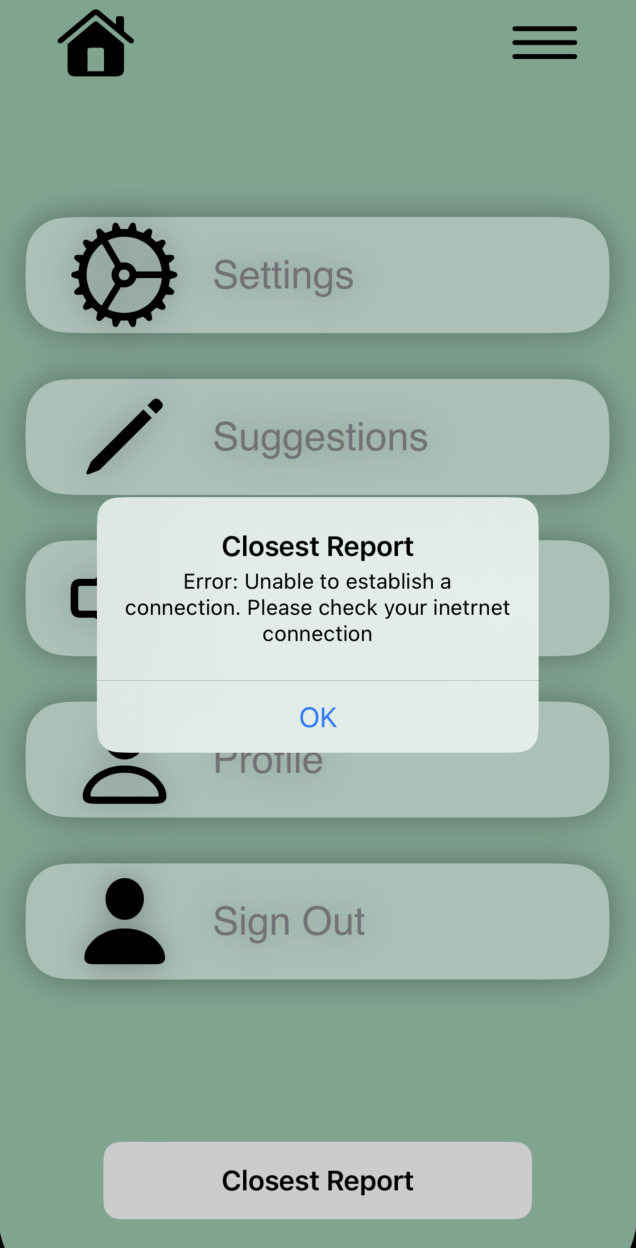 Settings
Suggestions
Closest Report
Error: Unable to establish a
connection. Please check your inetrnet
connection
OK
Profile
Sign Out
Closest Report